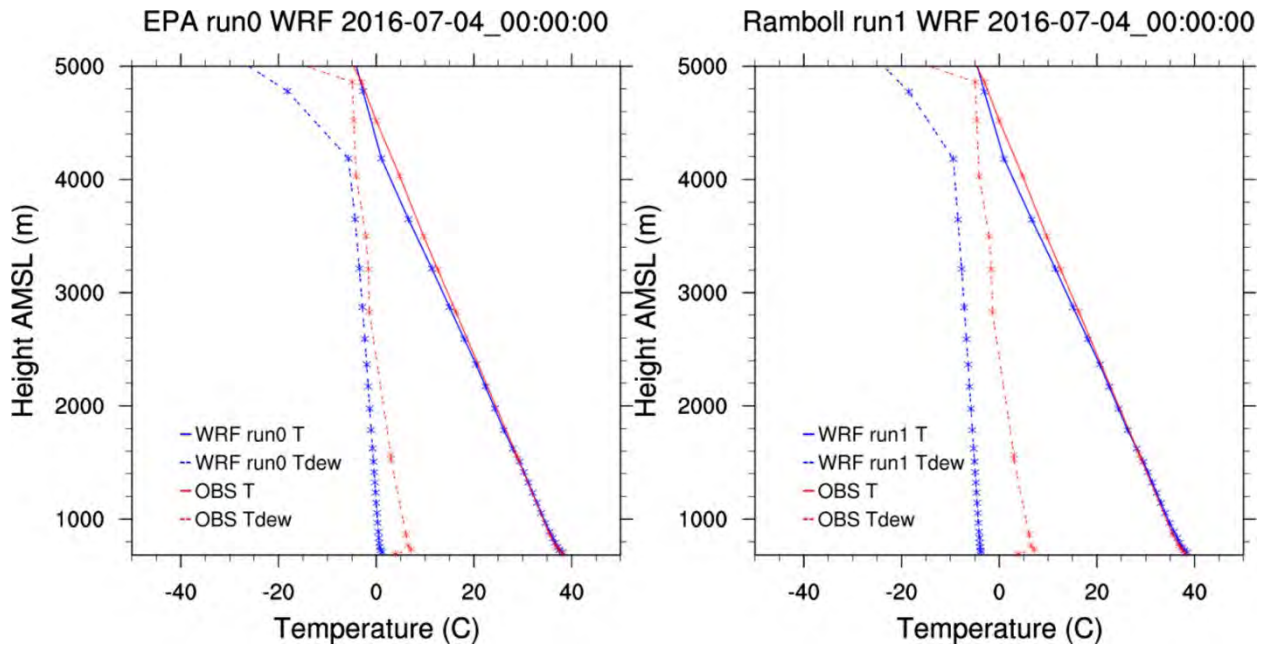 EPA run0 WRF 2016-07-04_00:00:00
5000
4000
3000
2000
1000
Height AMSL (m)
WRF run0 T
WRF run0 Tdew
OBS T
OBS Tdew
-40 -20 0 20 40
Temperature (C)
Ramboll run1 WRF 2016-07-04_00:00:00
5000
4000
3000
2000
1000
Height AMSL (m)
WRF run1 T
WRF run1 Tdew
OBS T
OBS Tdew
-40 -20 0 20 40
Temperature (C)